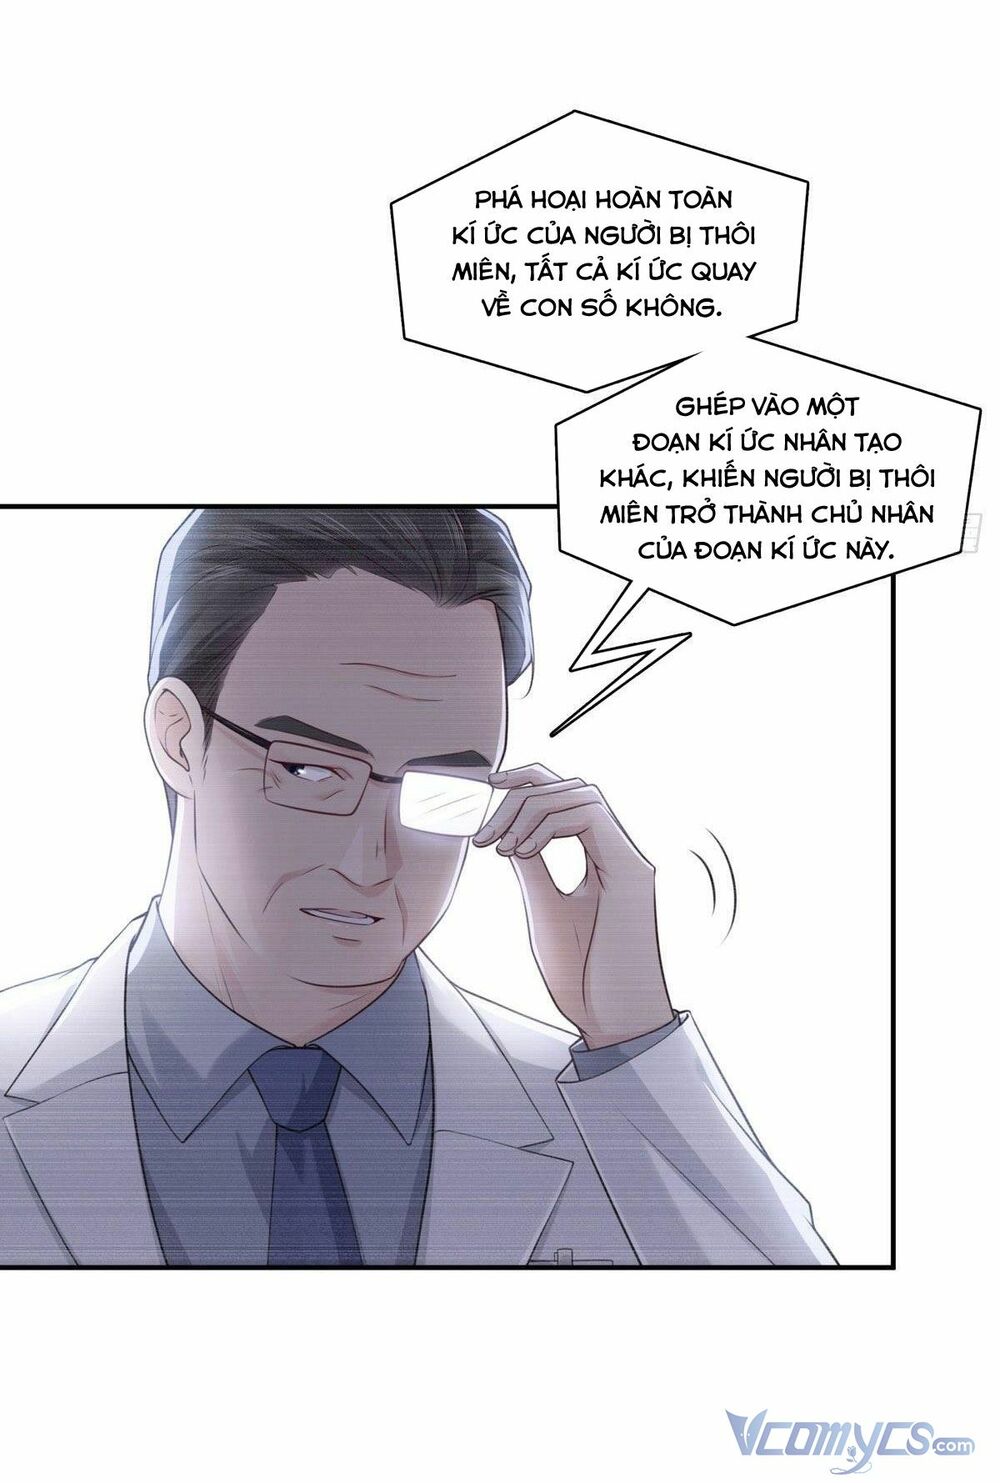 PHÁ HOẠI HOÀN TOÀN
KÍ ỨC CỦA NGƯỜI BỊ THÔI
MIÊN, TẤT CẢ KÍ ỨC QUAY
VỀ CON SỐ KHÔNG.
GHÉP VÀO MỘT
ĐOẠN KÍ ỨC NHÂN TẠO
KHÁC, KHIẾN NGƯỜI BỊ THÔI
MIÊN TRỞ THÀNH CHỦ NHÂN
CỦA ĐOẠN KÍ ỨC NÀY.
VCOMYCS.com